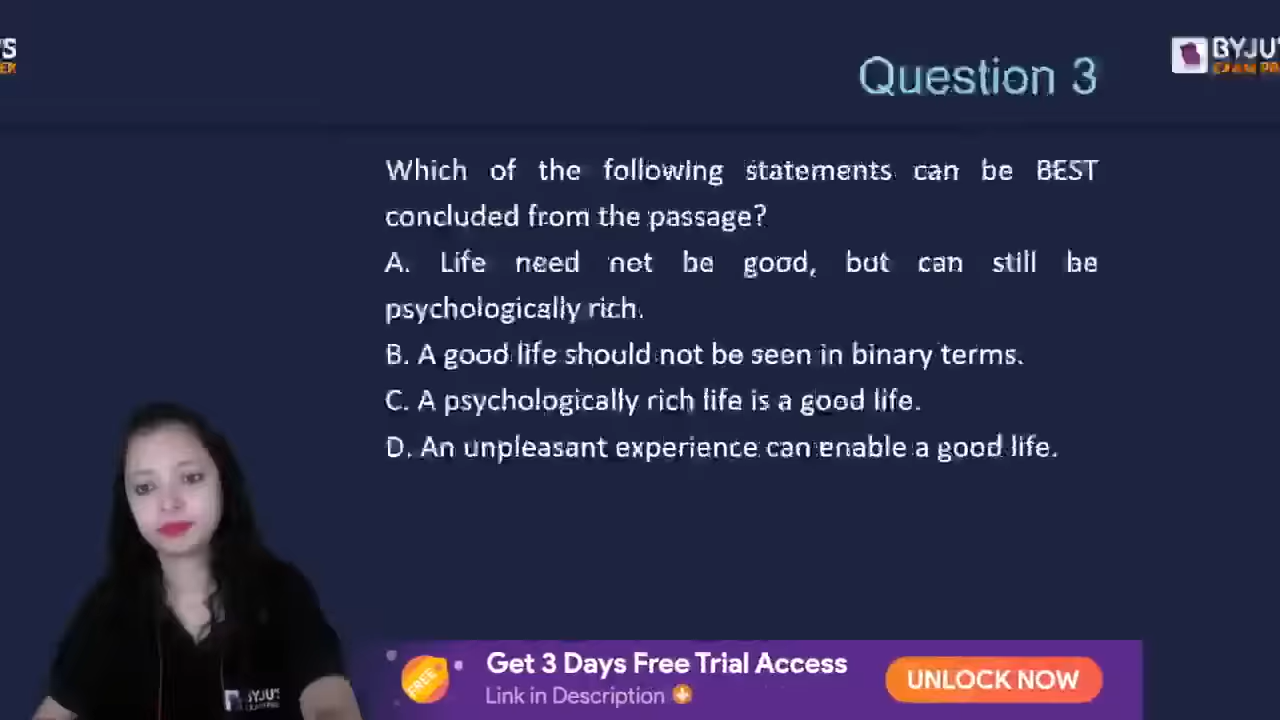 'S
BYJU'
Question 3
Which of the following statements can be BEST
concluded from the passage?
A. Life need not be good, but can still be
psychologically rich.
B. A good life should not be seen in binary terms.
C. A psychologically rich life is a good life.
D. An unpleasant experience can enable a good life.
FREE
Get 3 Days Free Trial Access
Link in Description
UNLOCK NOW
BYJU'S